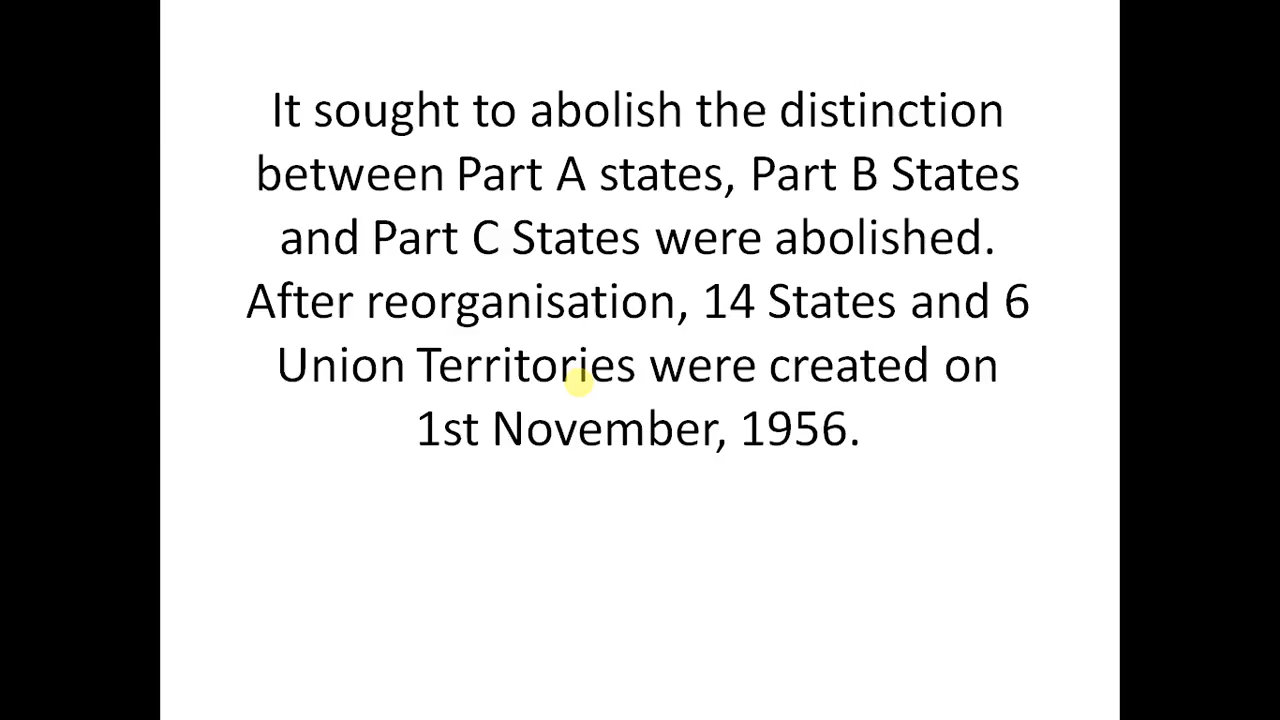 It sought to abolish the distinction
between Part A states, Part B States
and Part C States were abolished.
After reorganisation, 14 States and 6
Union Territories were created on
1st November, 1956.